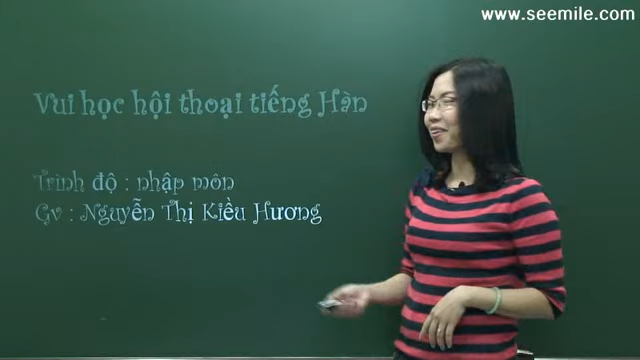 www.seemile.com
Vui học hội thoại tiếng Hàn
Trình độ : nhập môn
Gv : Nguyễn Thị Kiều Hương